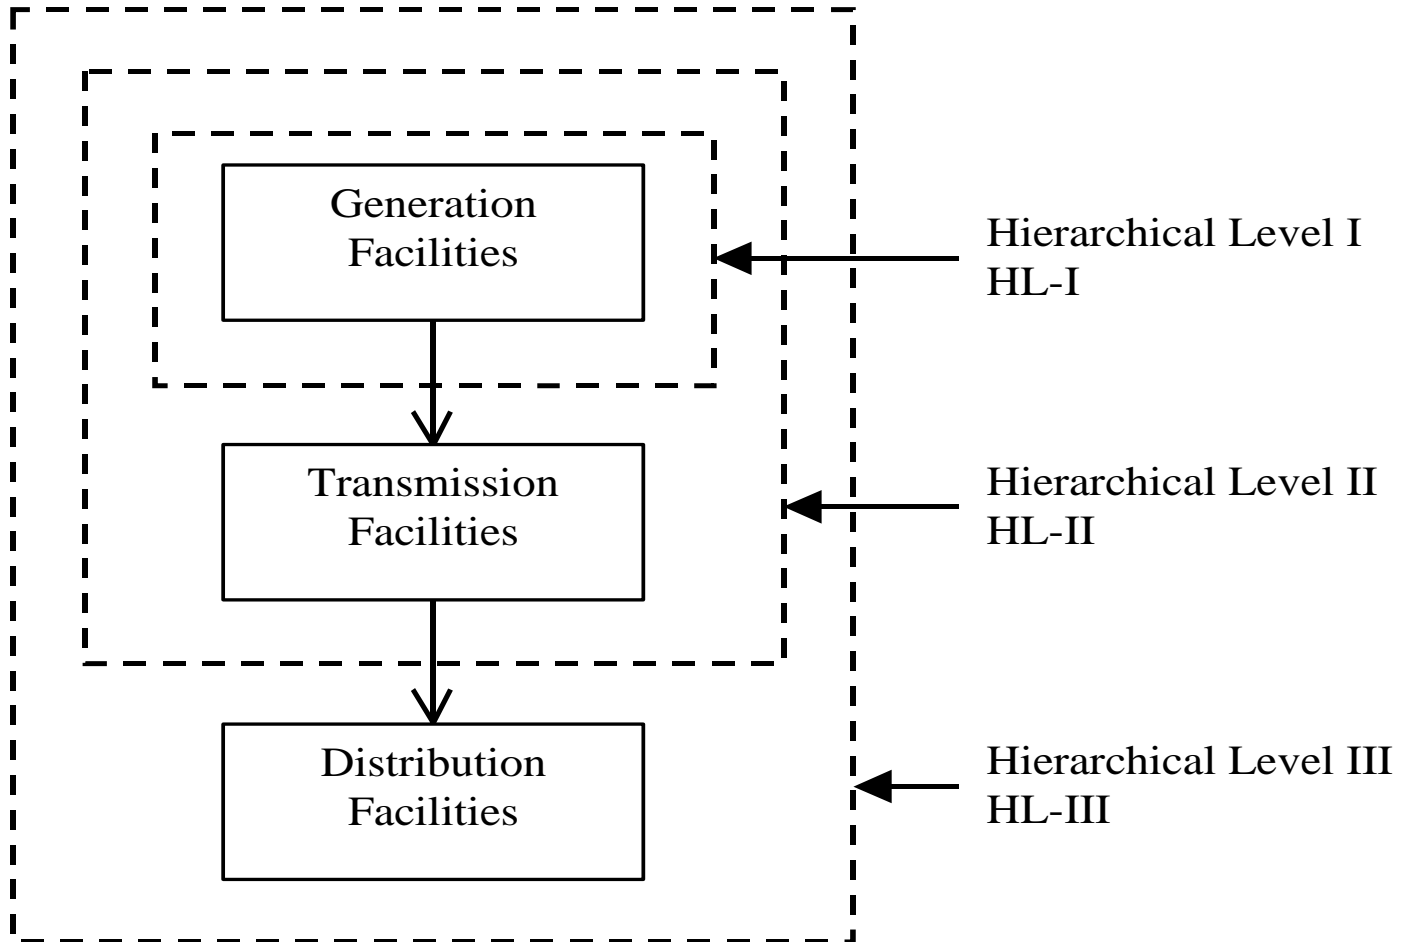 Generation
Facilities
Hierarchical Level I
HL-I
Transmission
Facilities
Hierarchical Level II
HL-II
Distribution
Facilities
Hierarchical Level III
HL-III